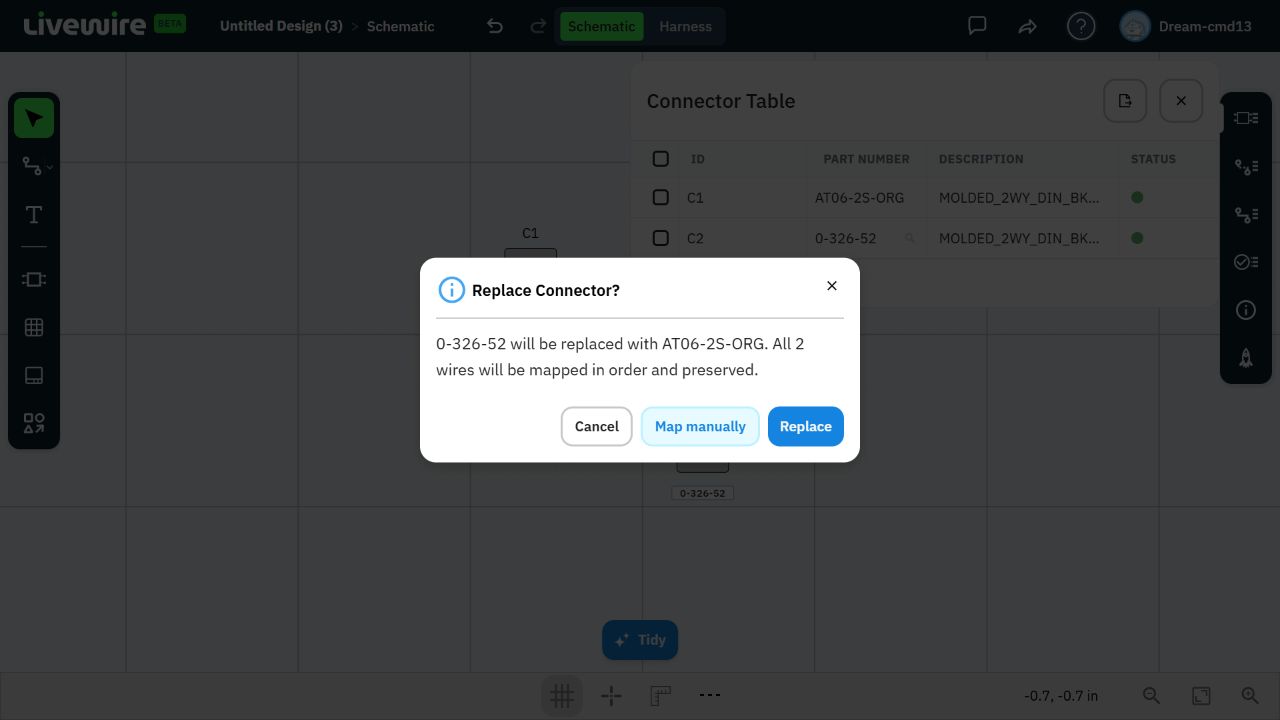 Livewire BETA
Untitled Design (3) > Schematic
Schematic
Harness
Dream-cmd13
Connector Table
ID PART NUMBER DESCRIPTION STATUS
C1 AT06-2S-ORG MOLDED_2WY_DIN_BK...
C2 0-326-52 MOLDED_2WY_DIN_BK...
C1
Replace Connector?
0-326-52 will be replaced with AT06-2S-ORG. All 2
wires will be mapped in order and preserved.
Cancel
Map manually
Replace
0-326-52
Tidy
-0.7, -0.7 in